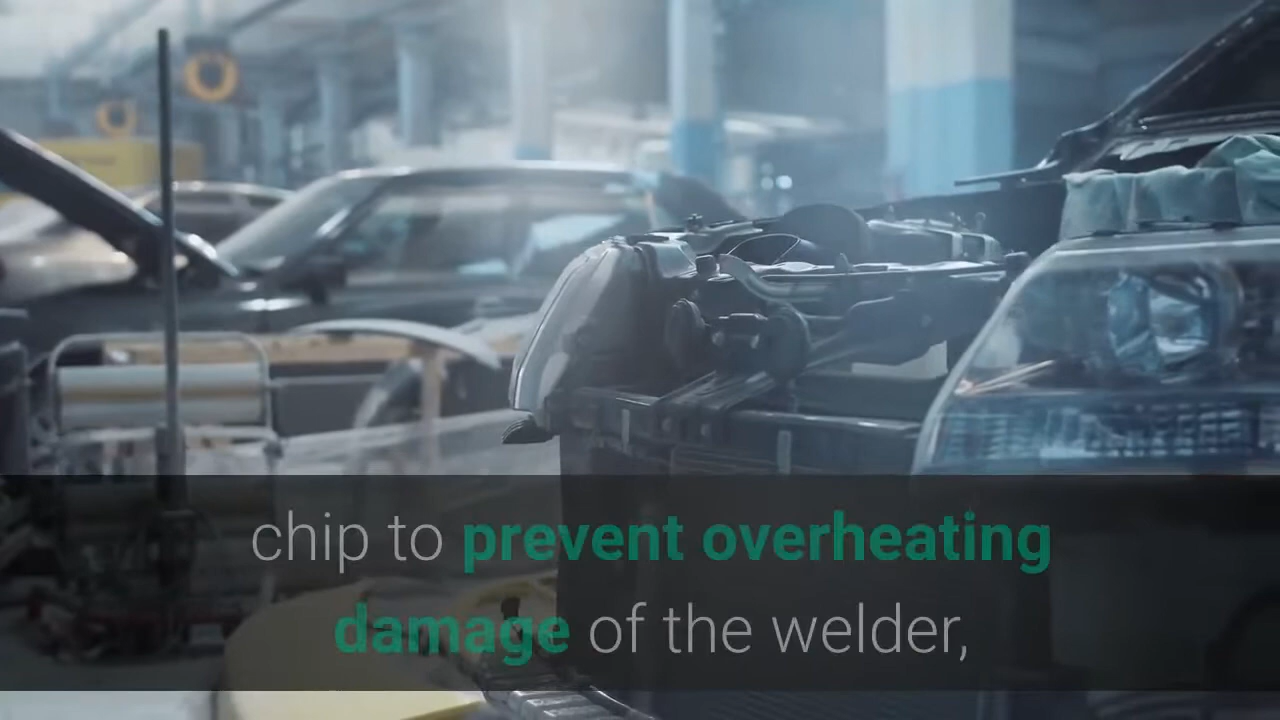 chip to prevent overheating
damage of the welder,